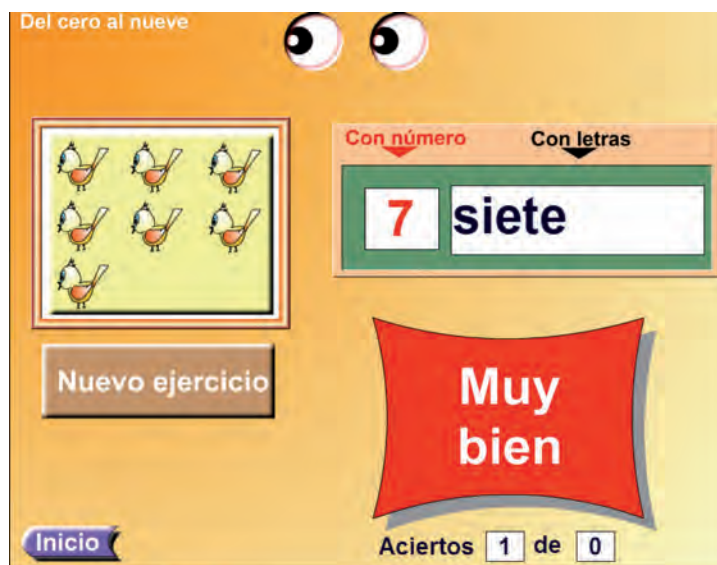 Del cero al nueve
Con número Con letras
7 siete
Nuevo ejercicio
Muy
bien
Inicio
Aciertos 1 de 0